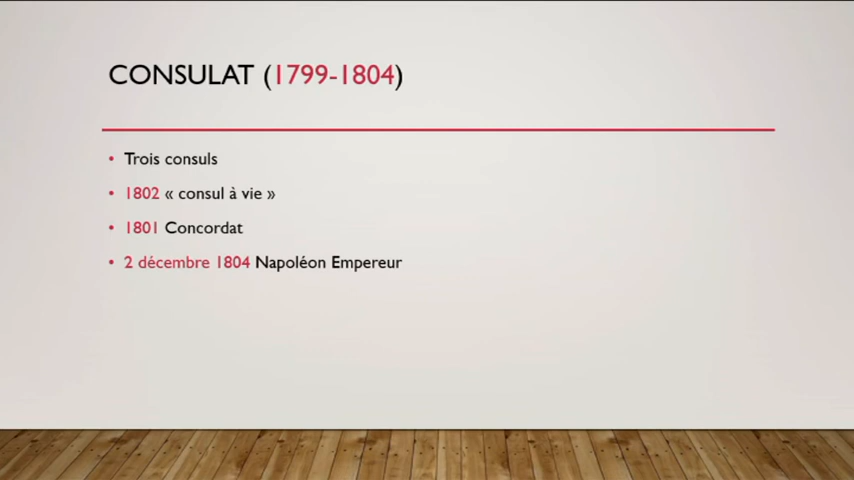 CONSULAT (1799-1804)
• Trois consuls
• 1802 « consul à vie »
• 1801 Concordat
• 2 décembre 1804 Napoléon Empereur